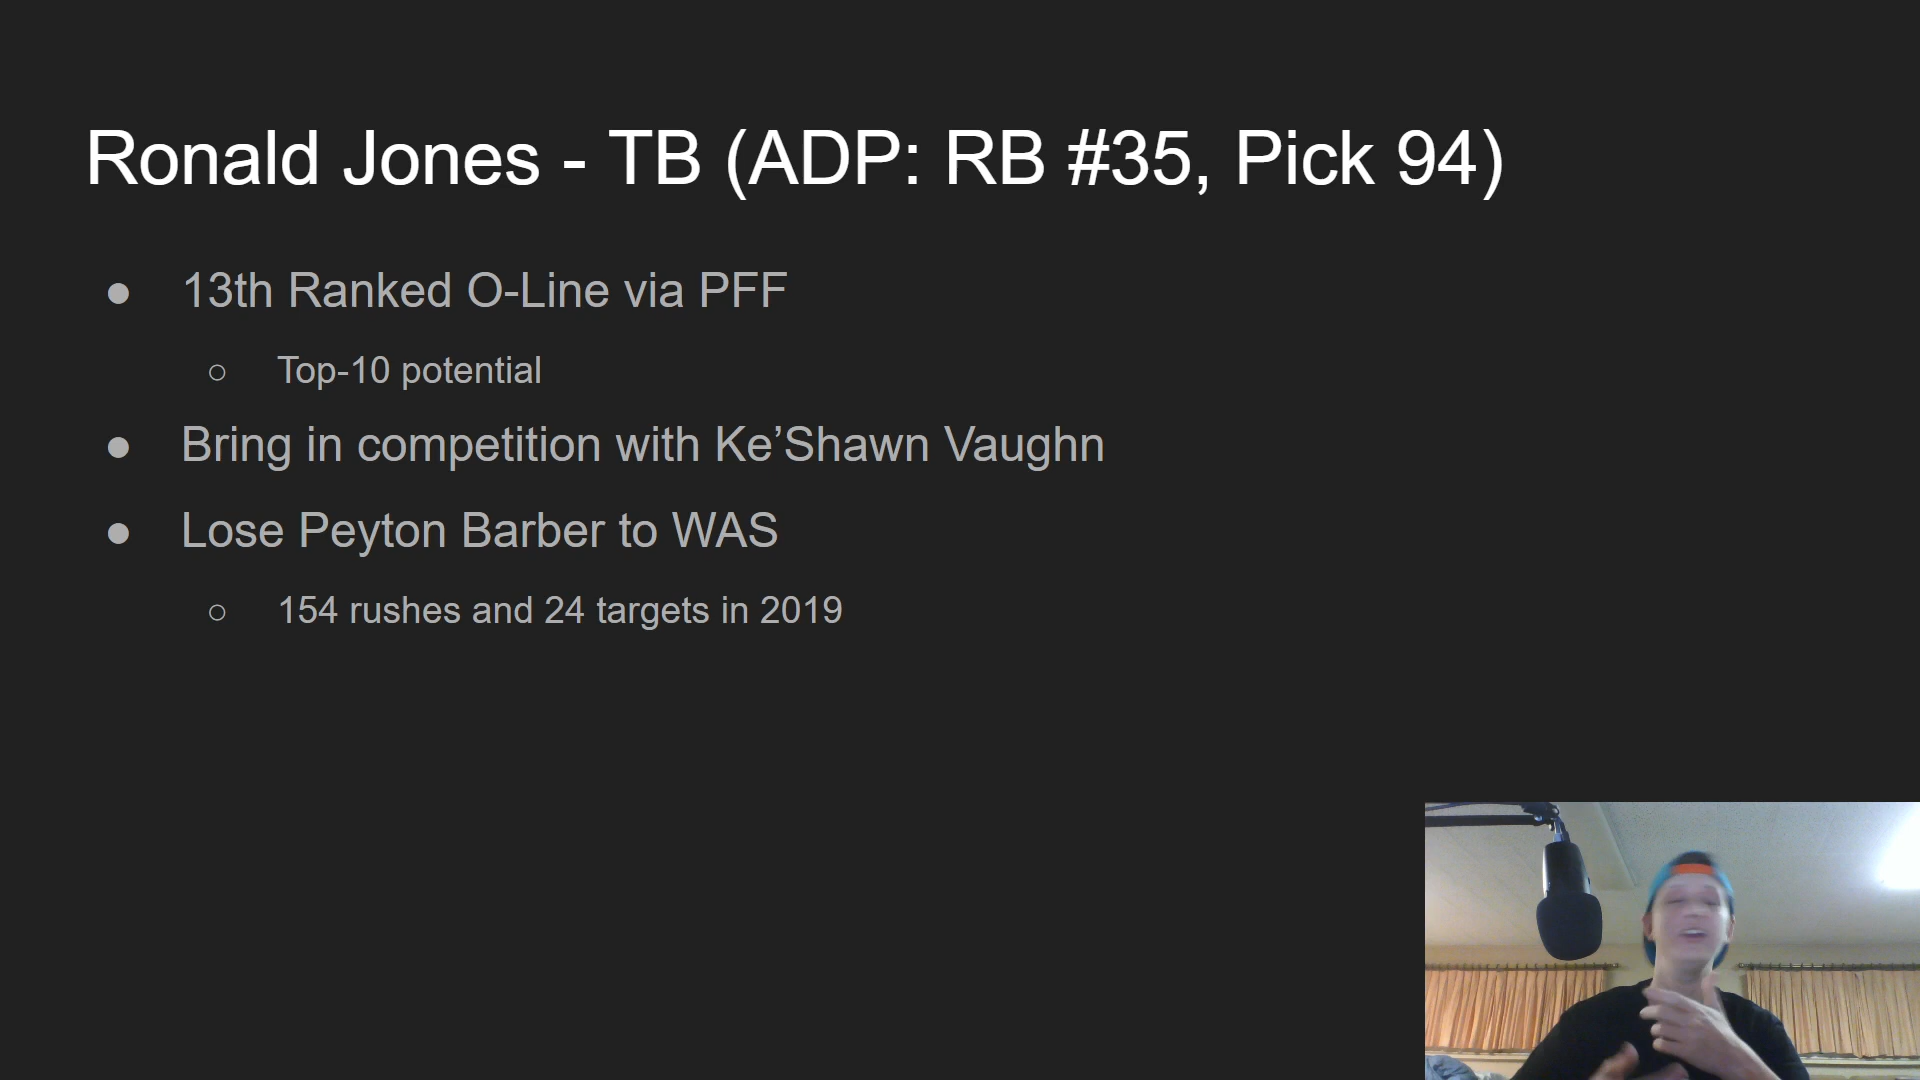 Ronald Jones - TB (ADP: RB #35, Pick 94)
● 13th Ranked O-Line via PFF
○ Top-10 potential
● Bring in competition with Ke’Shawn Vaughn
● Lose Peyton Barber to WAS
○ 154 rushes and 24 targets in 2019